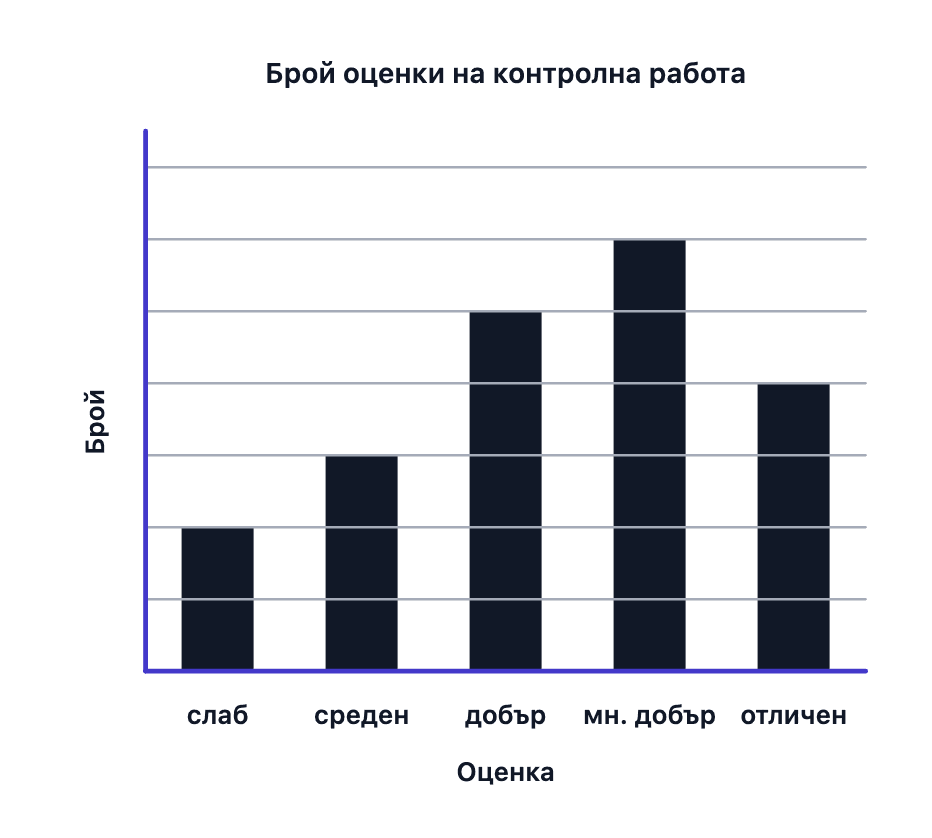 Брой оценки на контролна работа
Брой
слаб
среден
добър
мн. добър
отличен
Оценка